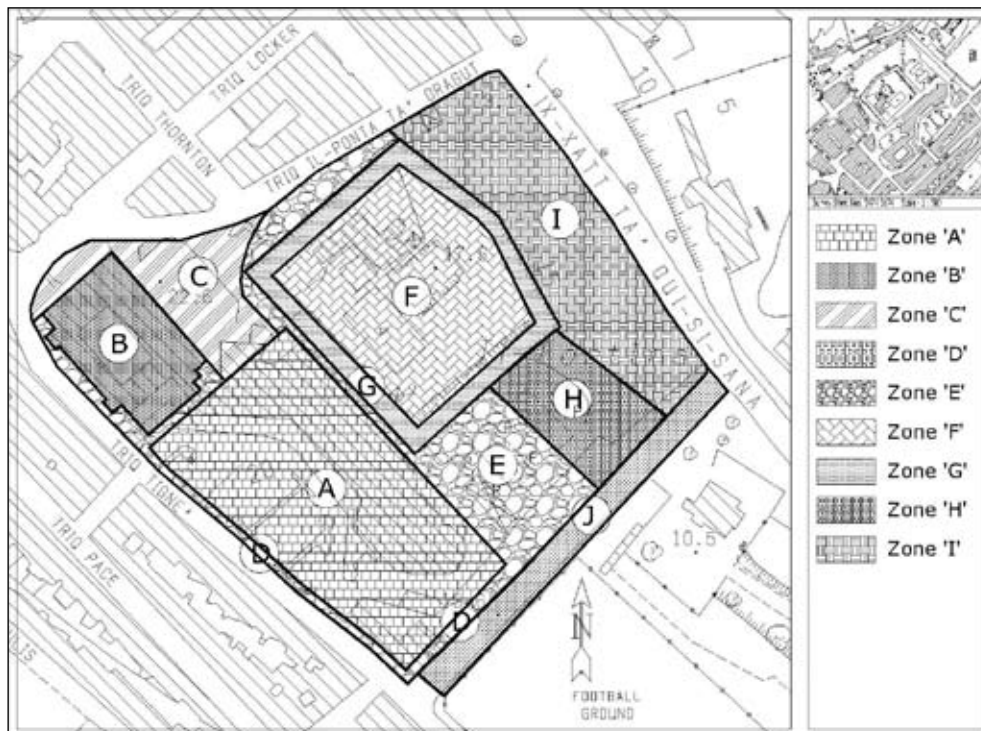 TRIQ LOCKER
TRIQ THORNTON
TRIQ IL-PONTA TA' DRAGUT
IX-XATT TA' QUI-SI-SANA
10
5
I
C
F
B
G
H
E
A
J
D
D
10.5
TRIQ TIGNE'
TRIQ PACE
N
FOOTBALL
GROUND
Zone 'A'
Zone 'B'
Zone 'C'
Zone 'D'
Zone 'E'
Zone 'F'
Zone 'G'
Zone 'H'
Zone 'I'